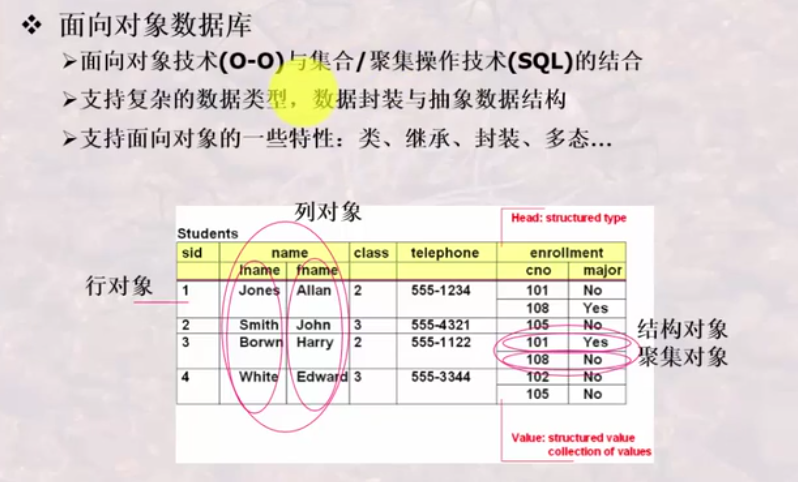 ❖ 面向对象数据库
➢面向对象技术(O-O)与集合/聚集操作技术(SQL)的结合
➢支持复杂的数据类型，数据封装与抽象数据结构
➢支持面向对象的一些特性：类、继承、封装、多态...
列对象
Head: structured type
Students
sid name class telephone enrollment
lname fname cno major
行对象
1 Jones Allan 2 555-1234 101 No
108 Yes
2 Smith John 3 555-4321 105 No
结构对象
3 Borwn Harry 2 555-1122 101 Yes
聚集对象
108 No
4 White Edward 3 555-3344 102 No
105 No
Value: structured value
collection of values